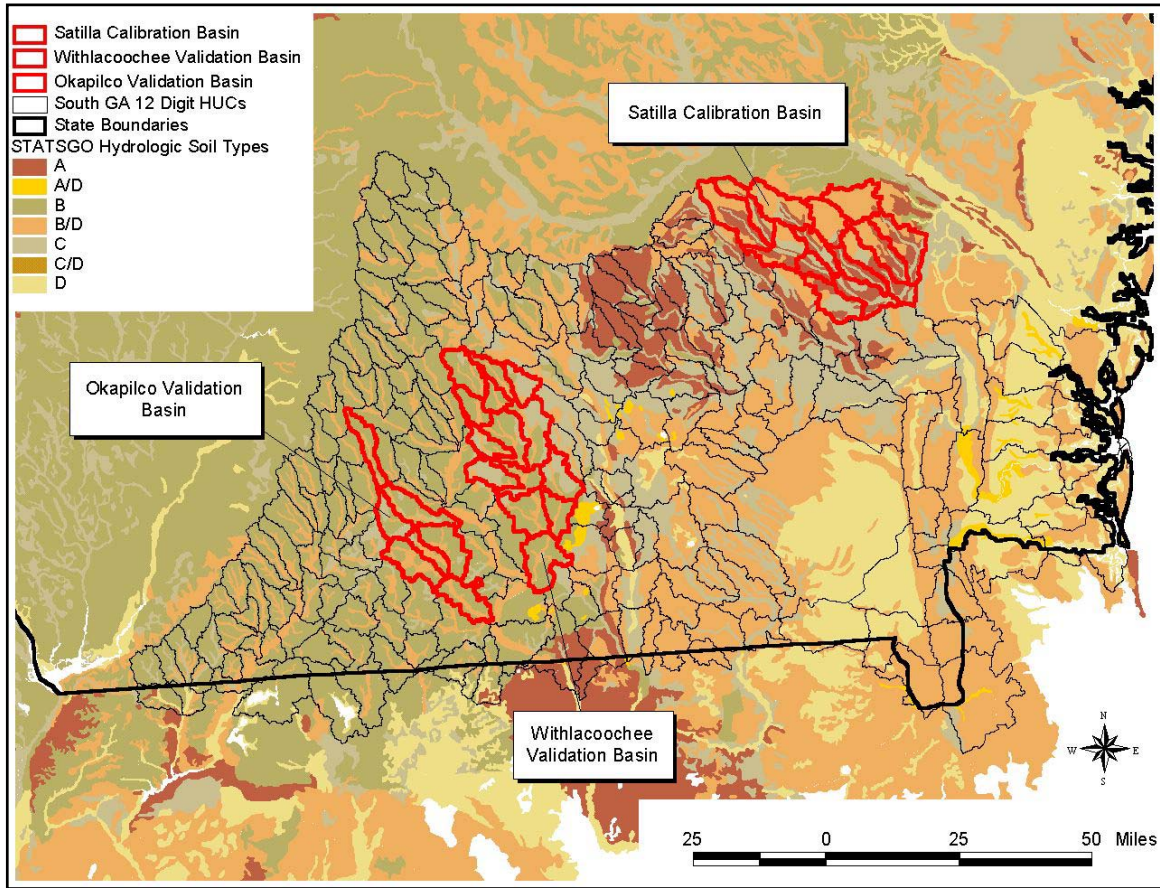 Satilla Calibration Basin
Withlacoochee Validation Basin
Okapilco Validation Basin
South GA 12 Digit HUCs
State Boundaries
STATSGO Hydrologic Soil Types
A
A/D
B
B/D
C
C/D
D
Satilla Calibration Basin
Okapilco Validation
Basin
Withlacoochee
Validation Basin
N
W E
S
25 0 25 50 Miles